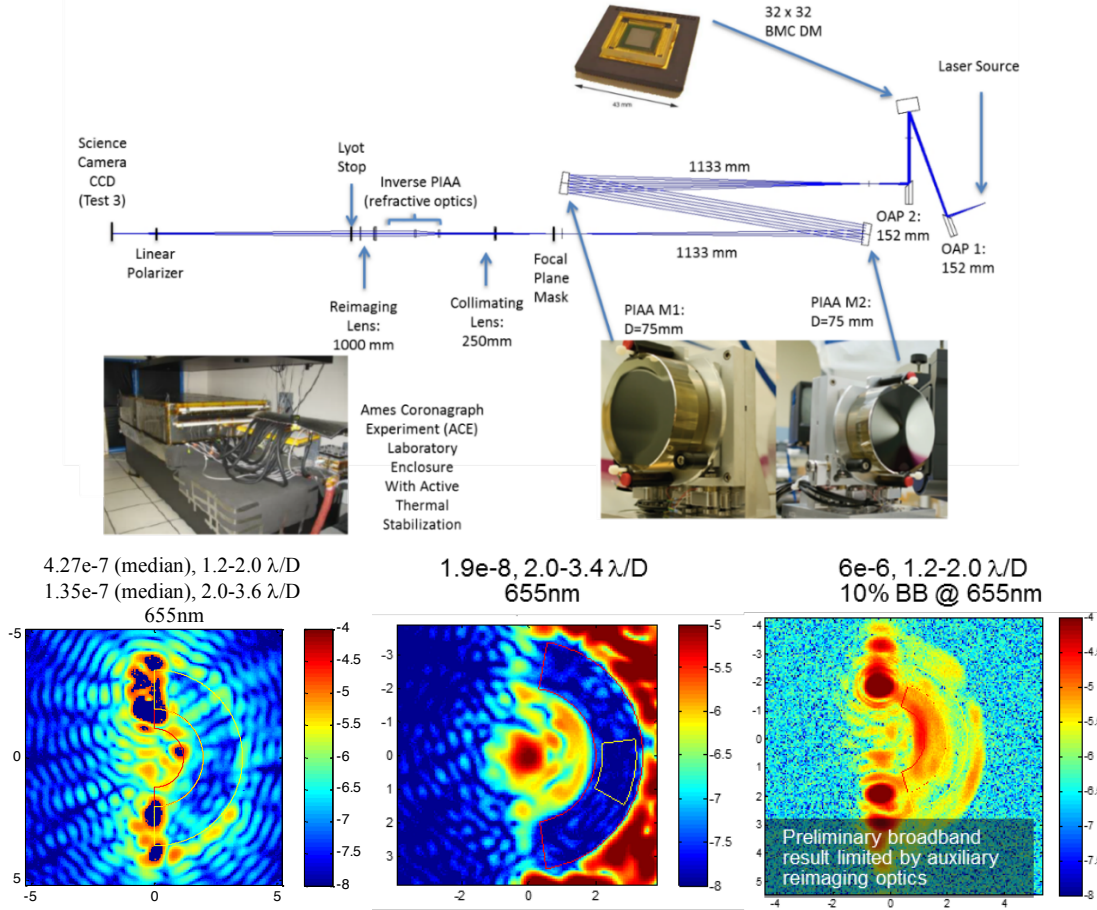 32 x 32
BMC DM
Laser Source
43 mm
Science
Camera
CCD
(Test 3)
Lyot
Stop
Inverse PIAA
(refractive optics)
1133 mm
OAP 2:
152 mm
OAP 1:
152 mm
1133 mm
Linear
Polarizer
Focal
Plane
Mask
Reimaging
Lens:
1000 mm
Collimating
Lens:
250mm
PIAA M1:
D=75mm
PIAA M2:
D=75 mm
Ames Coronagraph
Experiment (ACE)
Laboratory
Enclosure
With Active
Thermal
Stabilization
4.27e-7 (median), 1.2-2.0 λ/D
1.35e-7 (median), 2.0-3.6 λ/D
655nm
-5
0
5
-5
0
5
-4
-4.5
-5
-5.5
-6
-6.5
-7
-7.5
-8
1.9e-8, 2.0-3.4 λ/D
655nm
-3
-2
-1
0
1
2
3
0
2
-5
-5.5
-6
-6.5
-7
-7.5
-8
6e-6, 1.2-2.0 λ/D
10% BB @ 655nm
-4
-3
-2
-1
0
1
2
3
4
5
-4
-2
0
2
4
Preliminary broadband
result limited by auxiliary
reimaging optics
-4
-4.
-5
-5.
-6
-6.
-7
-7.
-8